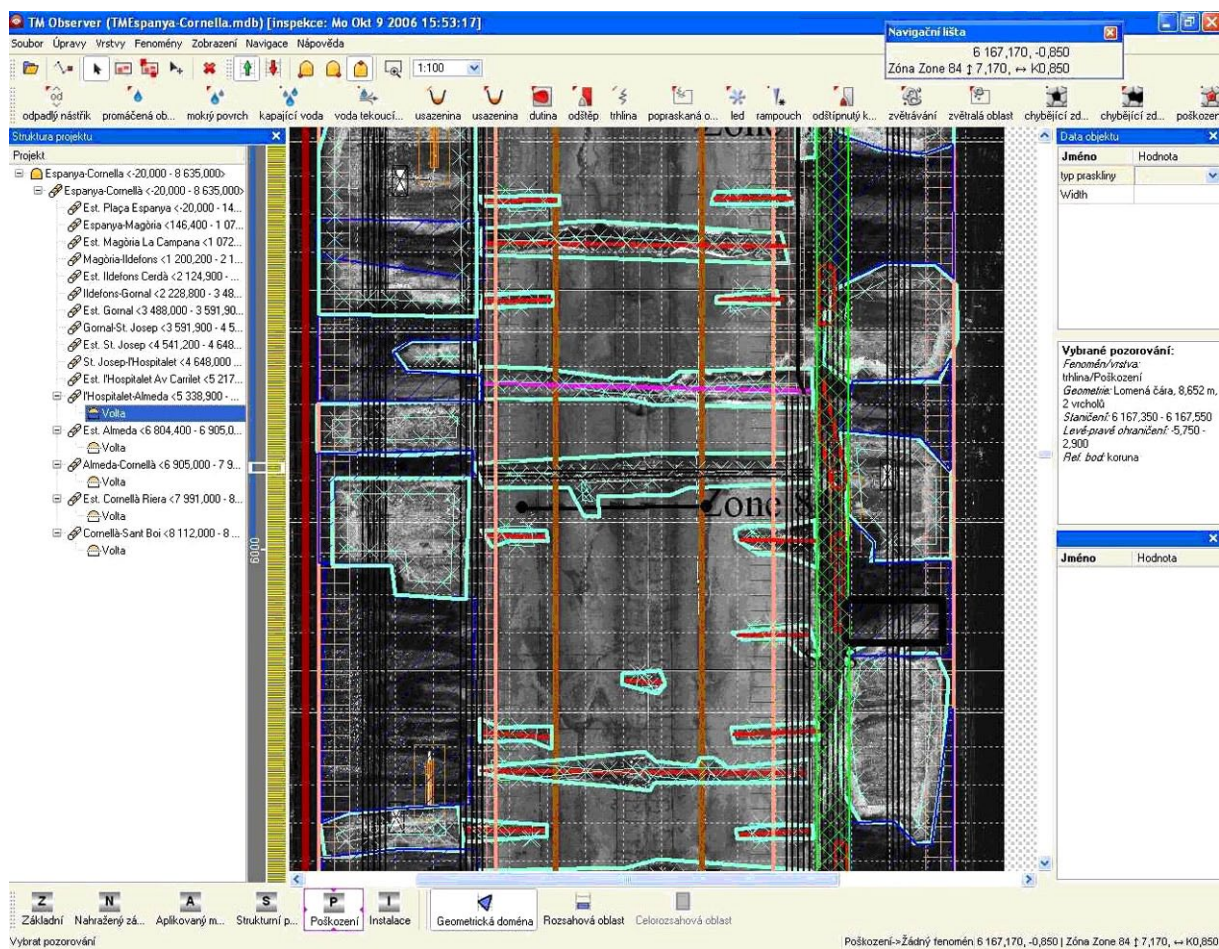 TM Observer (TMEspanya-Cornella.mdb) [inspekce: Mo Okt 9 2006 15:53:17]
Soubor Úpravy Vrstvy Fenomény Zobrazení Navigace Nápověda
Navigační lišta
6 167,170, -0,850
Zóna Zone 84 ↕ 7,170, ↔ K0,850
1:100
odpadlý nástřik promáčená ob... mokrý povrch kapající voda voda tekoucí... usazenina usazenina dutina odštěp trhlina popraskaná o... led rampouch odštípnutý k... zvětrávání zvětralá oblast chybějící zd... chybějící zd... poškozen
Struktura projektu
Projekt
Espanya-Cornella <-20,000 - 8 635,000>
Espanya-Cornellà <-20,000 - 8 635,000>
Est. Plaça Espanya <-20,000 - 14...
Espanya-Magòria <146,400 - 1 07...
Est. Magòria La Campana <1 072...
Magòria-Ildefons <1 200,200 - 2 1...
Est. Ildefons Cerdà <2 124,900 - ...
Ildefons-Gornal <2 228,800 - 3 48...
Est. Gornal <3 488,000 - 3 591,90...
Gornal-St. Josep <3 591,900 - 4 5...
Est. St. Josep <4 541,200 - 4 648...
St. Josep-l'Hospitalet <4 648,000 ...
Est. l'Hospitalet Av Carrilet <5 217...
l'Hospitalet-Almeda <5 338,900 - ...
Volta
Est. Almeda <6 804,400 - 6 905,0...
Volta
Almeda-Cornellà <6 905,000 - 7 9...
Volta
Est. Cornellà Riera <7 991,000 - 8...
Volta
Cornellà-Sant Boi <8 112,000 - 8 ...
Volta
6000
Zone 8
Data objektu
Jméno Hodnota
typ praskliny
Width
Vybrané pozorování:
Fenomén/vrstva:
trhlina/Poškození
Geometrie: Lomená čára, 8,652 m,
2 vrcholů
Staničení: 6 167,350 - 6 167,550
Levé-pravé ohraničení: -5,750 -
2,900
Ref. bod: koruna
Jméno Hodnota
Z N A S P I
Základní Nahražený zá... Aplikovaný m... Strukturní p... Poškození Instalace Geometrická doména Rozsahová oblast Celorozsahová oblast
Vybrat pozorování
Poškození->Žádný fenomén 6 167,170, -0,850 | Zóna Zone 84 ↕ 7,170, ↔ K0,850